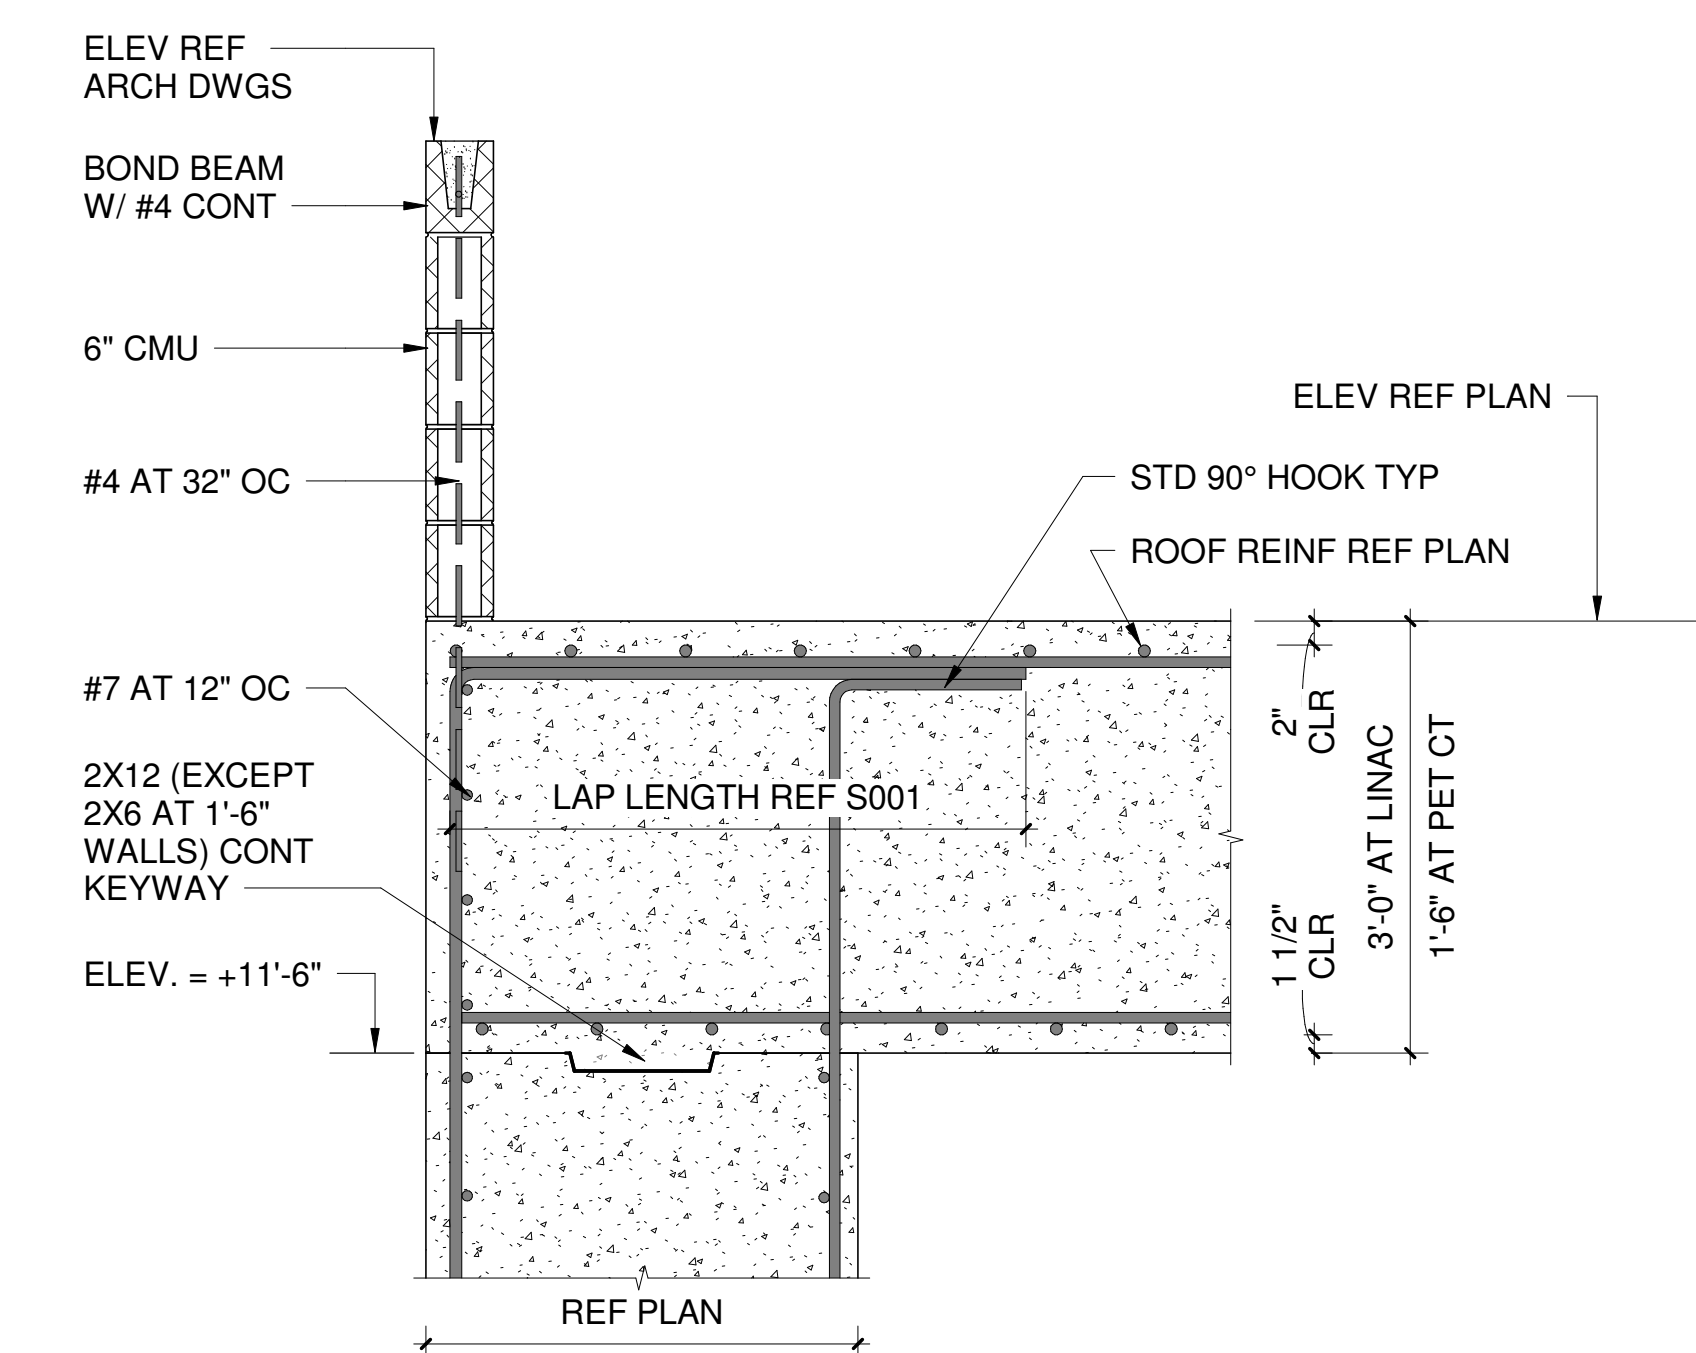 ELEV REF
ARCH DWGS
BOND BEAM
W/ #4 CONT
6" CMU
#4 AT 32" OC
ELEV REF PLAN
STD 90° HOOK TYP
ROOF REINF REF PLAN
#7 AT 12" OC
2X12 (EXCEPT
2X6 AT 1'-6"
WALLS) CONT
KEYWAY
LAP LENGTH REF S001
2"
CLR
1 1/2"
CLR
3'-0" AT LINAC
1'-6" AT PET CT
ELEV. = +11'-6"
REF PLAN